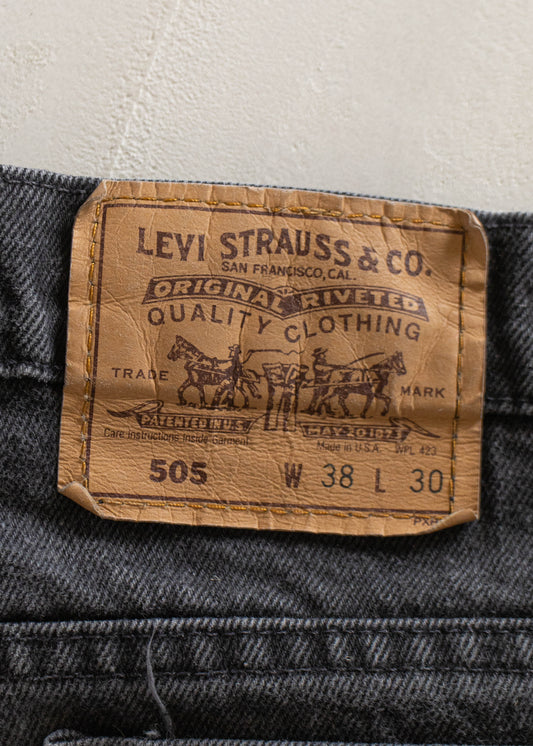 LEVI STRAUSS & CO.
SAN FRANCISCO, CAL.
ORIGINAL RIVETED
QUALITY CLOTHING
TRADE MARK
PATENTED IN U.S. MAY 20 1873
Care Instructions Inside Garment Made in U.S.A. WPL 423
505 W 38 L 30